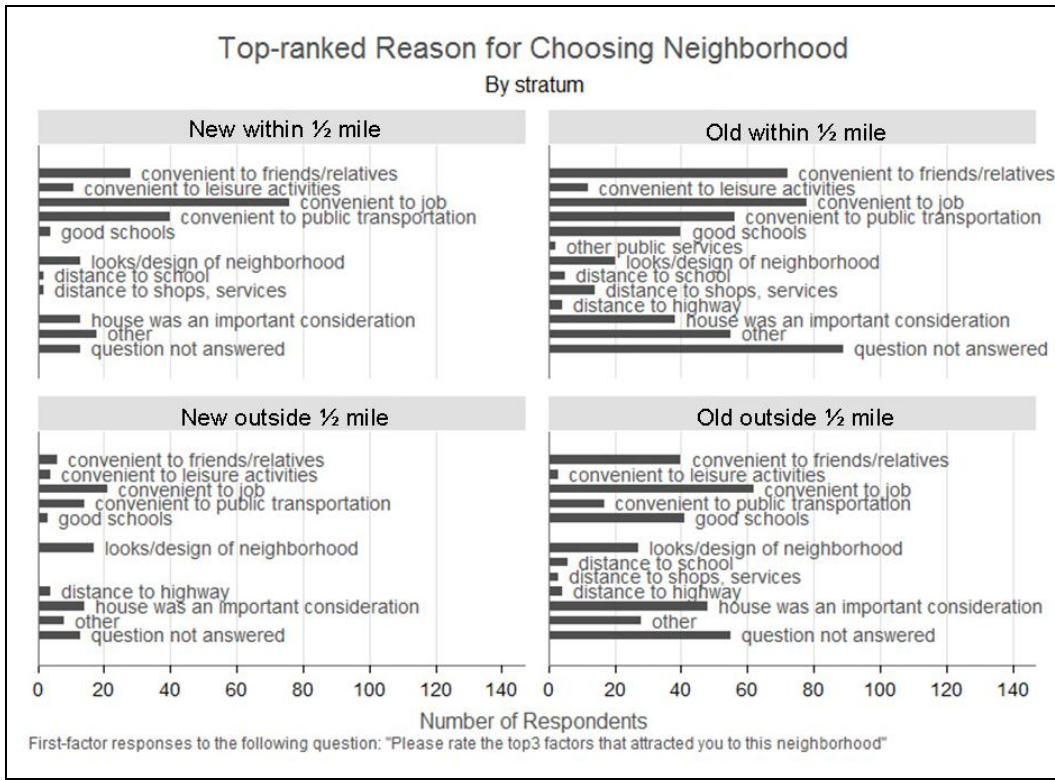 Top-ranked Reason for Choosing Neighborhood
By stratum
New within ½ mile
convenient to friends/relatives
convenient to leisure activities
convenient to job
convenient to public transportation
good schools
looks/design of neighborhood
distance to school
distance to shops, services
house was an important consideration
other
question not answered
Old within ½ mile
convenient to friends/relatives
convenient to leisure activities
convenient to job
convenient to public transportation
good schools
other public services
looks/design of neighborhood
distance to school
distance to shops, services
distance to highway
house was an important consideration
other
question not answered
New outside ½ mile
convenient to friends/relatives
convenient to leisure activities
convenient to job
convenient to public transportation
good schools
looks/design of neighborhood
distance to highway
house was an important consideration
other
question not answered
0 20 40 60 80 100 120 140
Old outside ½ mile
convenient to friends/relatives
convenient to leisure activities
convenient to job
convenient to public transportation
good schools
looks/design of neighborhood
distance to school
distance to shops, services
distance to highway
house was an important consideration
other
question not answered
0 20 40 60 80 100 120 140
Number of Respondents
First-factor responses to the following question: "Please rate the top3 factors that attracted you to this neighborhood"